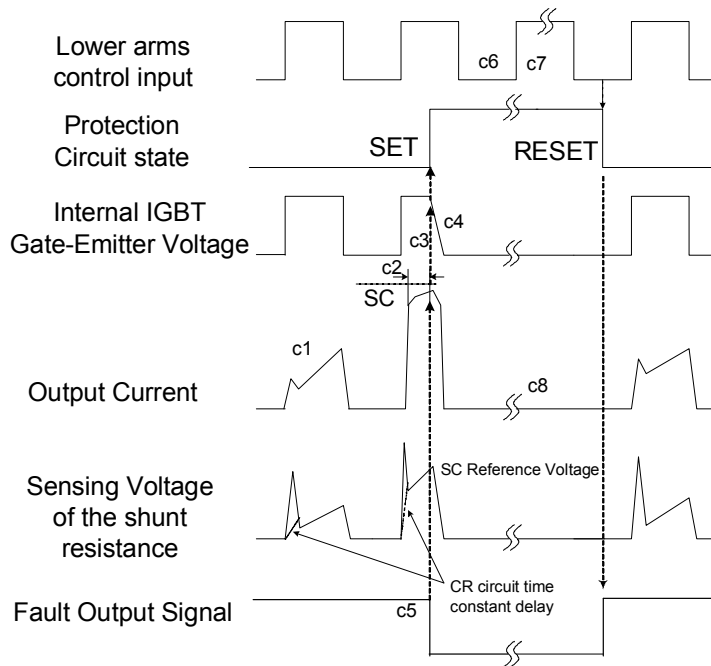 Lower arms
control input
c6
c7
Protection
Circuit state
SET
RESET
Internal IGBT
Gate-Emitter Voltage
c4
c3
c2
SC
c1
Output Current
c8
SC Reference Voltage
Sensing Voltage
of the shunt
resistance
CR circuit time
constant delay
Fault Output Signal
c5